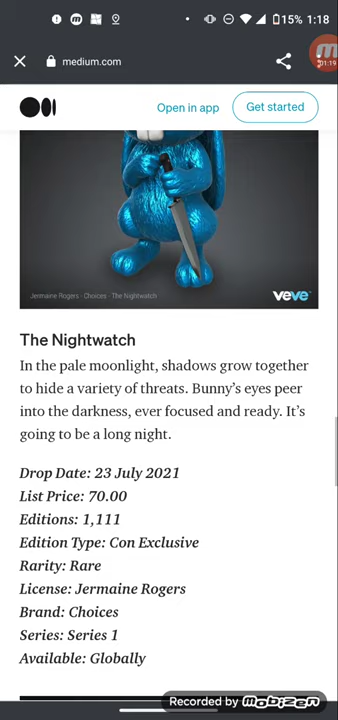 15% 1:18
medium.com
01:19
Open in app
Get started
Jermaine Rogers · Choices · The Nightwatch
veve
The Nightwatch
In the pale moonlight, shadows grow together
to hide a variety of threats. Bunny's eyes peer
into the darkness, ever focused and ready. It's
going to be a long night.
Drop Date: 23 July 2021
List Price: 70.00
Editions: 1,111
Edition Type: Con Exclusive
Rarity: Rare
License: Jermaine Rogers
Brand: Choices
Series: Series 1
Available: Globally
Recorded by mobizen